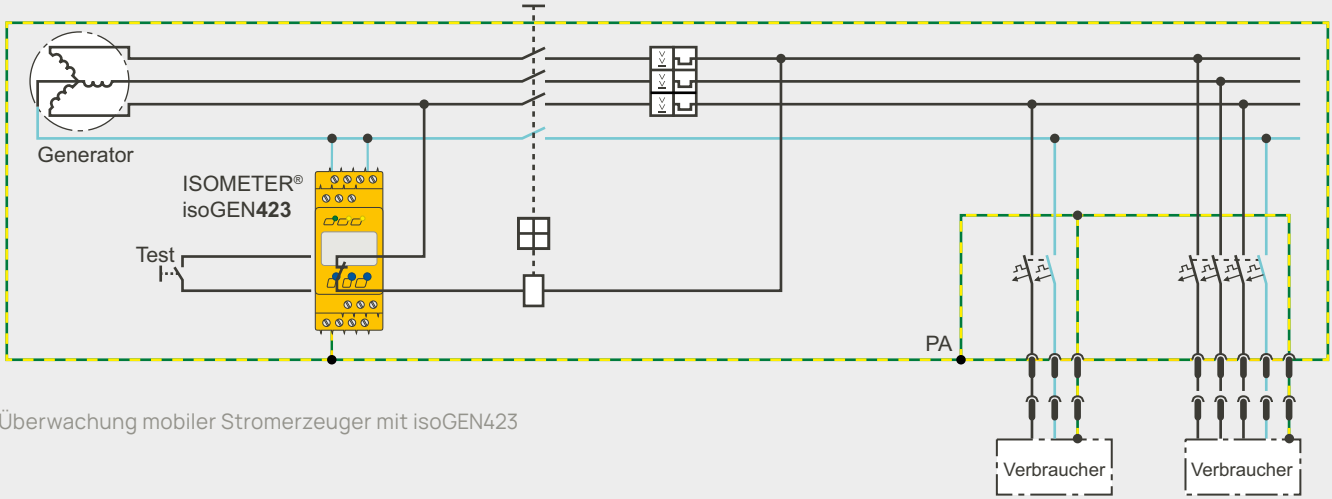 Generator
ISOMETER®
isoGEN423
Test
PA
Überwachung mobiler Stromerzeuger mit isoGEN423
Verbraucher
Verbraucher